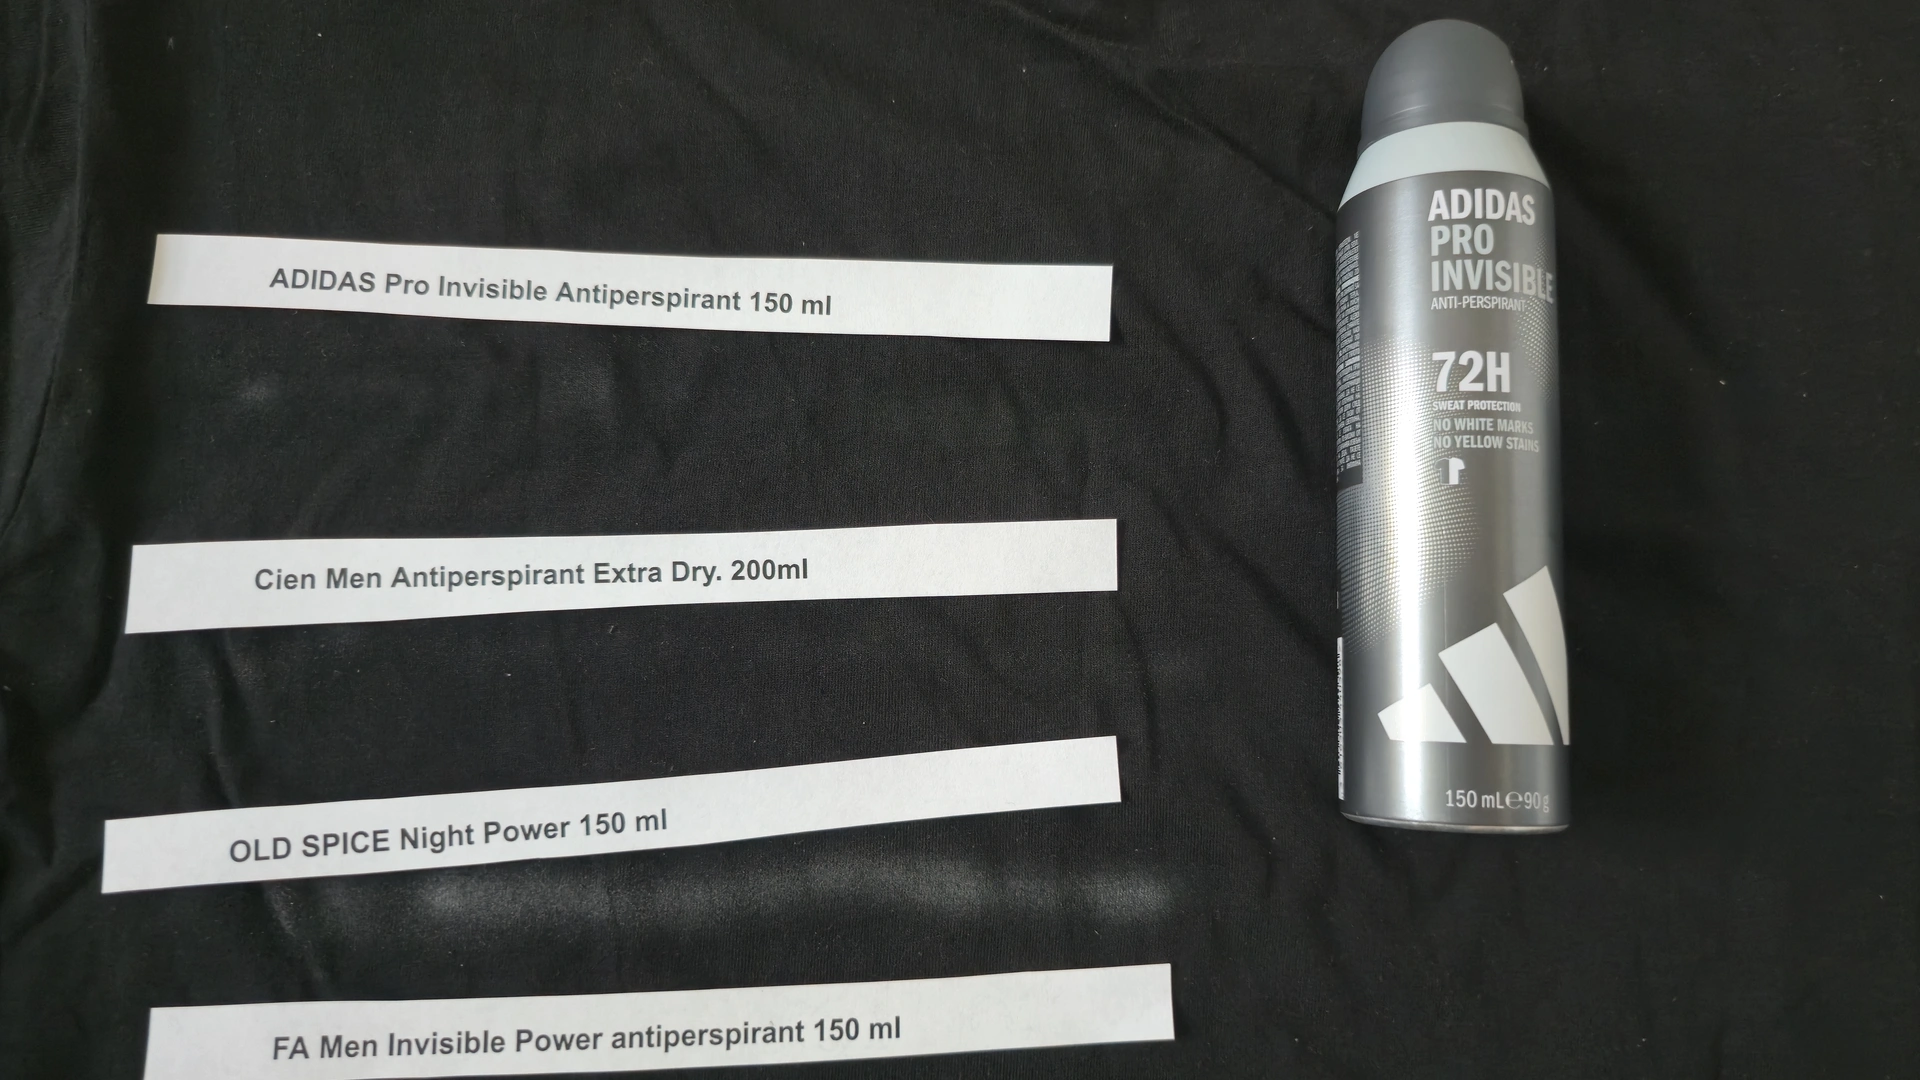 ADIDAS Pro Invisible Antiperspirant 150 ml
Cien Men Antiperspirant Extra Dry. 200ml
OLD SPICE Night Power 150 ml
FA Men Invisible Power antiperspirant 150 ml
ADIDAS
PRO
INVISIBLE
ANTI-PERSPIRANT
72H
SWEAT PROTECTION
NO WHITE MARKS
NO YELLOW STAINS
150 mL℮90g